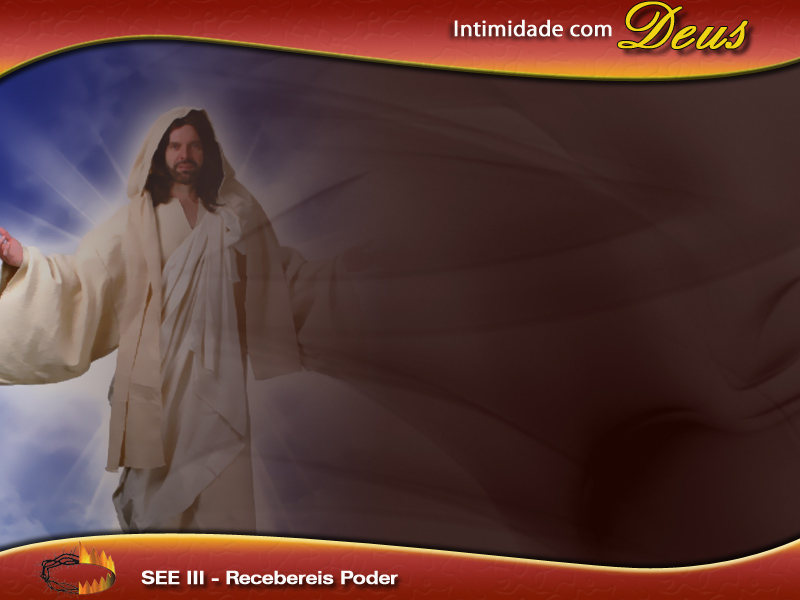 Intimidade com Deus
SEE III - Recebereis Poder